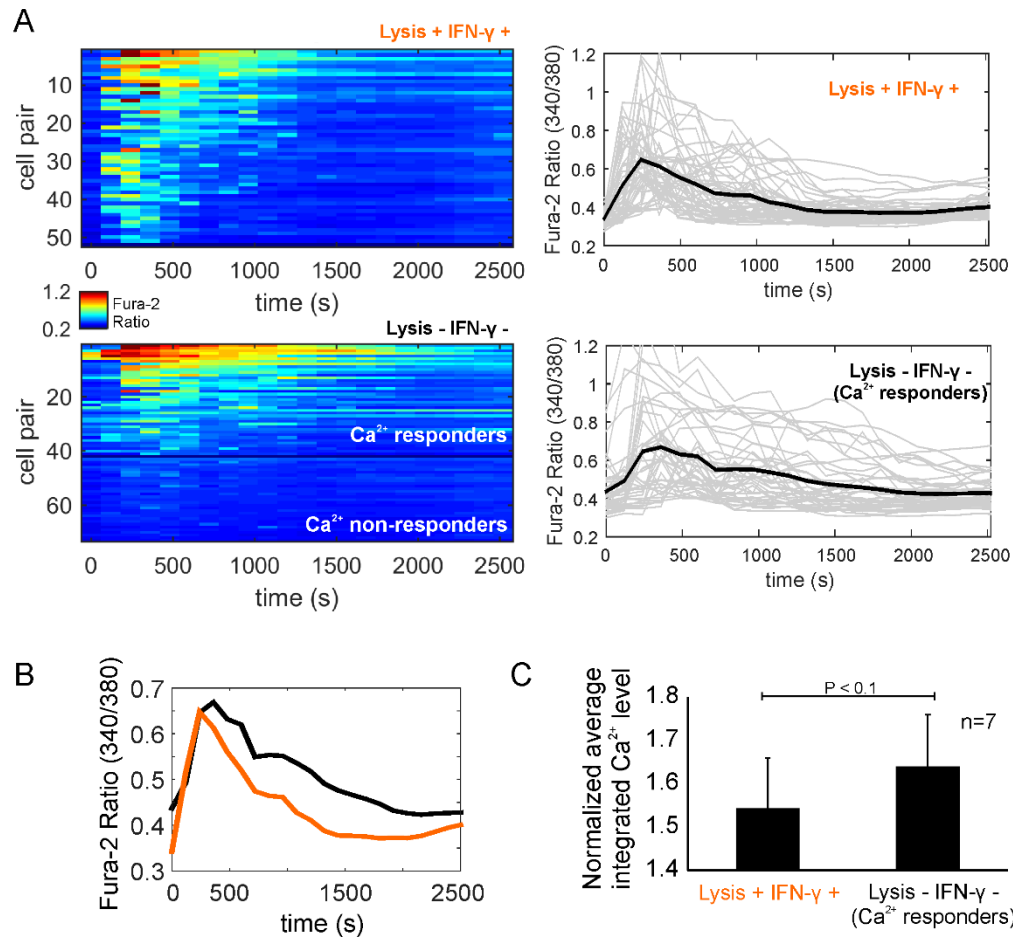 A
Lysis + IFN-γ +
cell pair
10
20
30
40
50
0 500 1000 1500 2000 2500
time (s)
Fura-2 Ratio (340/380)
1.2
1
0.8
0.6
0.4
0.2
Lysis + IFN-γ +
0 500 1000 1500 2000 2500
time (s)
1.2
0.2
Fura-2
Ratio
Lysis - IFN-γ -
cell pair
20
40
60
Ca²⁺ responders
Ca²⁺ non-responders
0 500 1000 1500 2000 2500
time (s)
Fura-2 Ratio (340/380)
1.2
1
0.8
0.6
0.4
0.2
Lysis - IFN-γ -
(Ca²⁺ responders)
0 500 1000 1500 2000 2500
time (s)
B
Fura-2 Ratio (340/380)
0.7
0.6
0.5
0.4
0.3
0 500 1500 2500
time (s)
C
Normalized average
integrated Ca²⁺ level
1.8
1.7
1.6
1.5
1.4
P < 0.1
n=7
Lysis + IFN-γ +
Lysis - IFN-γ -
(Ca²⁺ responders)